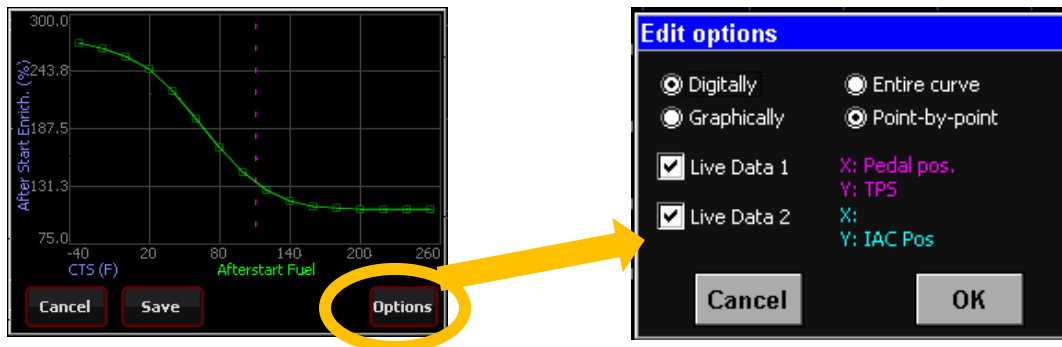 300.0
243.8
187.5
131.3
75.0
After Start Enrich. (%)
-40 20 80 140 200 260
CTS (F) Afterstart Fuel
Cancel Save Options
Edit options
Digitally Entire curve
Graphically Point-by-point
Live Data 1 X: Pedal pos.
Y: TPS
Live Data 2 X:
Y: IAC Pos
Cancel OK